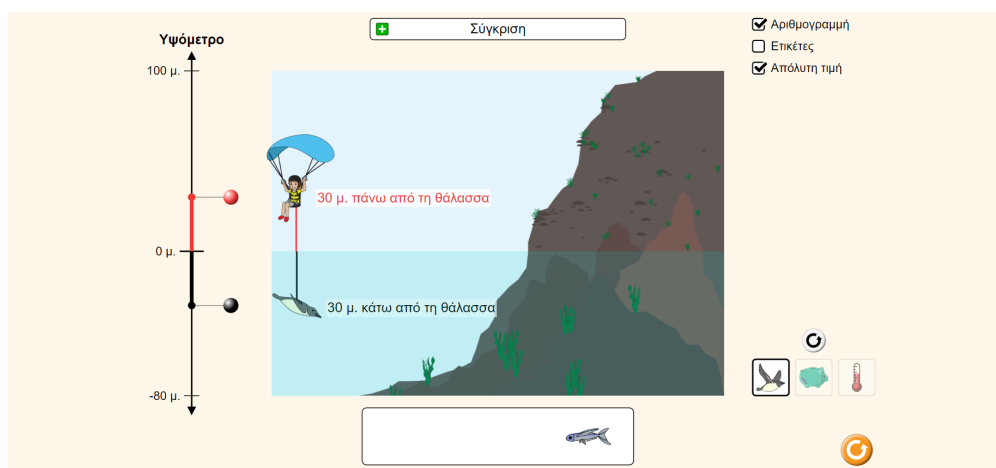 Σύγκριση
Αριθμογραμμή
Ετικέτες
Απόλυτη τιμή
Υψόμετρο
100 μ.
30 μ. πάνω από τη θάλασσα
0 μ.
30 μ. κάτω από τη θάλασσα
-80 μ.